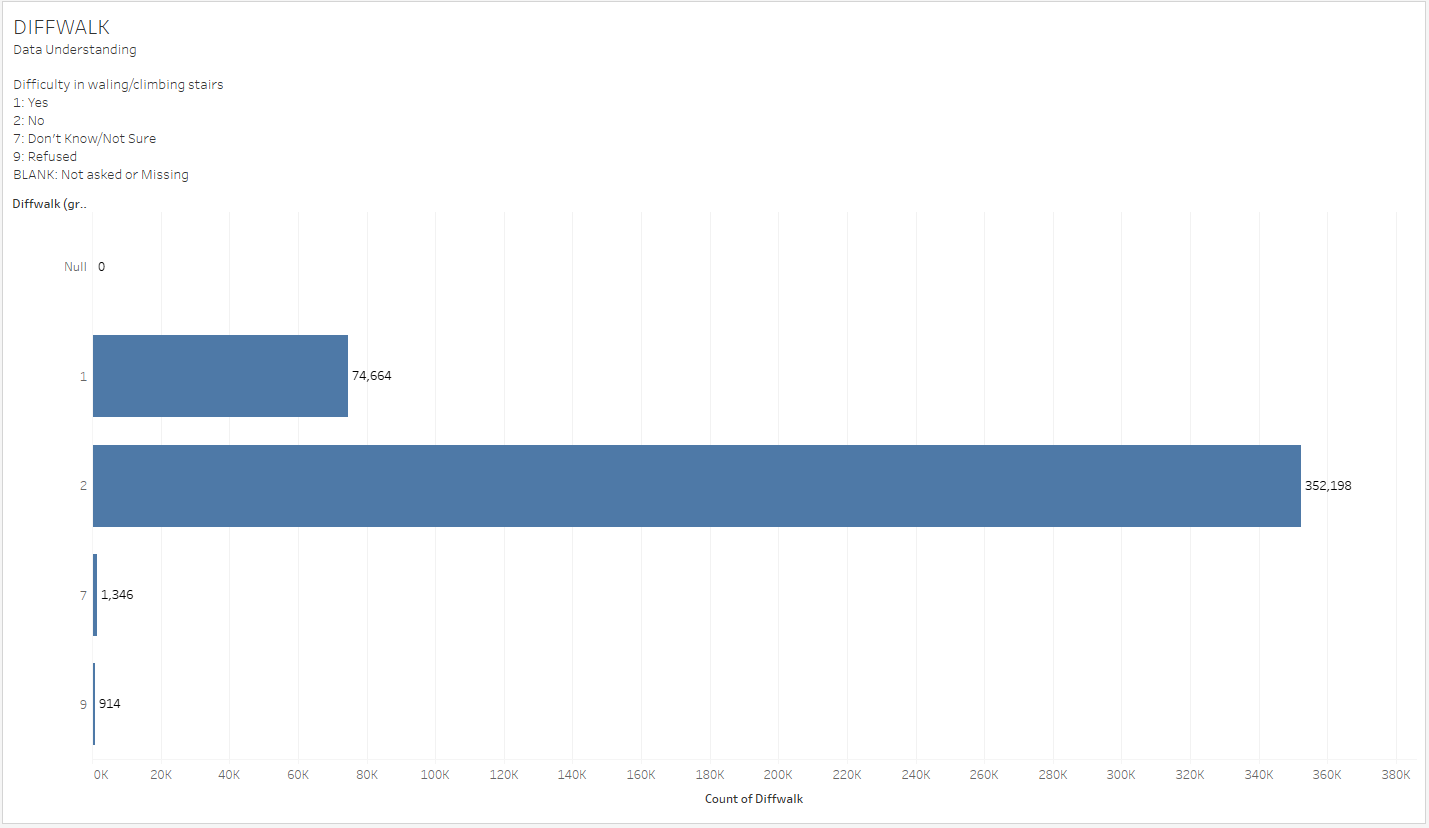 DIFFWALK
Data Understanding
Difficulty in waling/climbing stairs
1: Yes
2: No
7: Don't Know/Not Sure
9: Refused
BLANK: Not asked or Missing
Diffwalk (gr..
Null 0
1 74,664
2 352,198
7 1,346
9 914
0K 20K 40K 60K 80K 100K 120K 140K 160K 180K 200K 220K 240K 260K 280K 300K 320K 340K 360K 380K
Count of Diffwalk